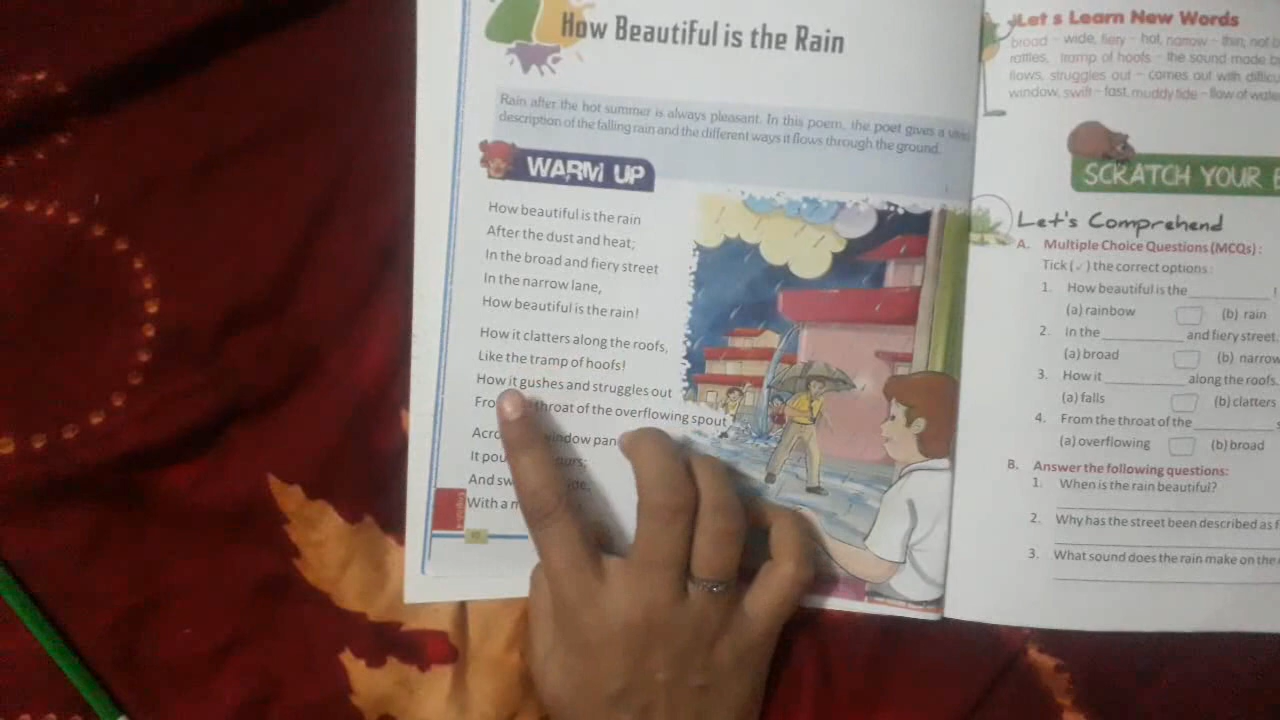 How Beautiful is the Rain
Rain after the hot summer is always pleasant. In this poem, the poet gives a vivid
description of the falling rain and the different ways it flows through the ground.
WARM UP
How beautiful is the rain
After the dust and heat;
In the broad and fiery street
In the narrow lane,
How beautiful is the rain!
How it clatters along the roofs,
Like the tramp of hoofs!
How it gushes and struggles out
throat of the overflowing spout
window
It
And
With a
Let s Learn New Words
broad - wide, fiery - hot, narrow - thin, not
rattles, tramp of hoofs - the sound made
flows, struggles out - comes out with
window, swift - fast, muddy tide - flow of
SCRATCH YOUR
Let's Comprehend
A. Multiple Choice Questions (MCQs) :
Tick (✓) the correct options :
1. How beautiful is the ________
(a) rainbow (b) rain
2. In the ________ and fiery street.
(a) broad (b) narrow
3. How it ________ along the roofs.
(a) falls (b) clatters
4. From the throat of the ________
(a) overflowing (b) broad
B. Answer the following questions:
1. When is the rain beautiful?
2. Why has the street been described as
3. What sound does the rain make on the